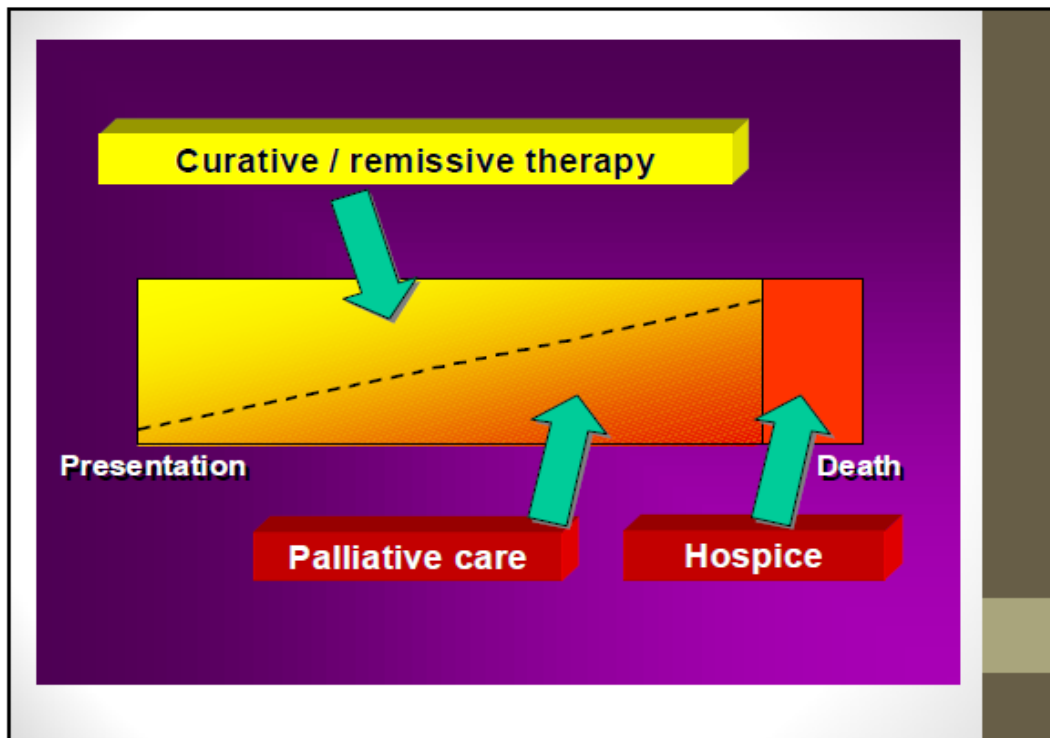 Curative / remissive therapy
Presentation
Death
Palliative care
Hospice